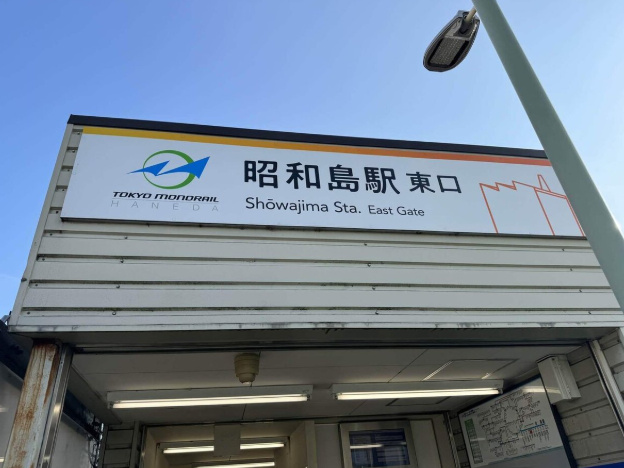 昭和島駅 東口
Shōwajima Sta. East Gate
TOKYO MONORAIL
HANEDA